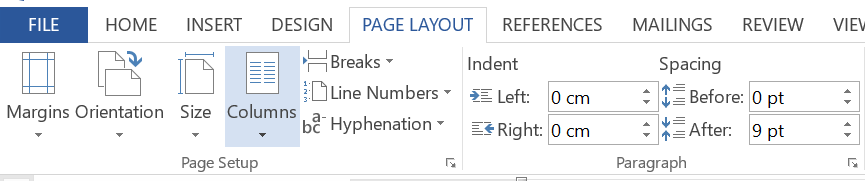 FILE HOME INSERT DESIGN PAGE LAYOUT REFERENCES MAILINGS REVIEW
Margins Orientation Size Columns
Breaks
Line Numbers
Hyphenation
Page Setup
Indent Spacing
Left: 0 cm Before: 0 pt
Right: 0 cm After: 9 pt
Paragraph